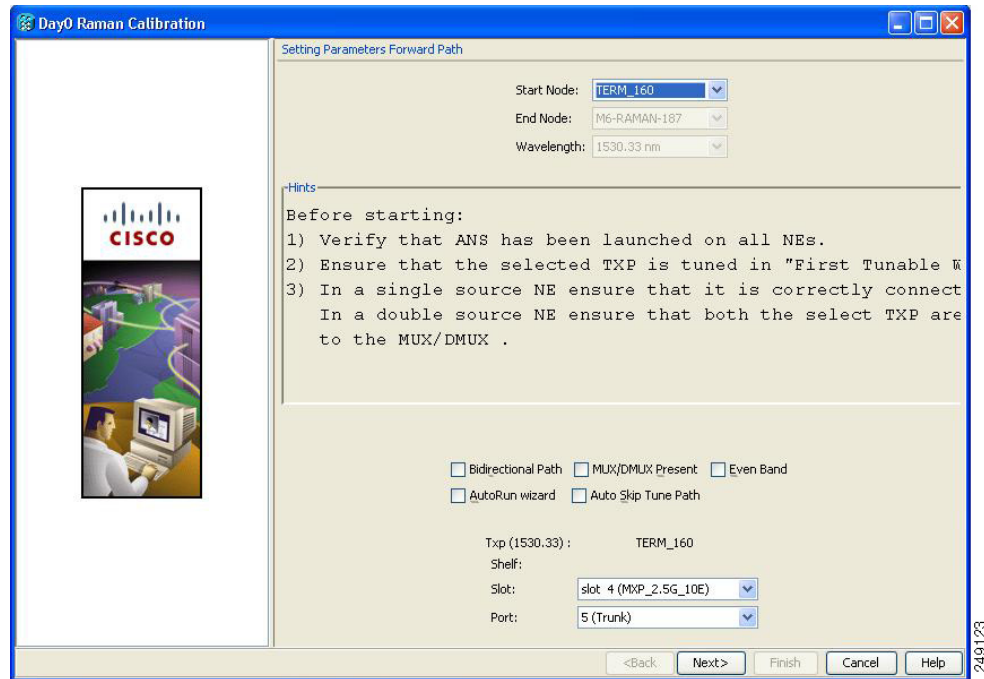 Day0 Raman Calibration
Setting Parameters Forward Path
Start Node: TERM_160
End Node: M6-RAMAN-187
Wavelength: 1530.33 nm
Hints
Before starting:
1) Verify that ANS has been launched on all NEs.
2) Ensure that the selected TXP is tuned in "First Tunable W
3) In a single source NE ensure that it is correctly connect
In a double source NE ensure that both the select TXP are
to the MUX/DMUX .
CISCO
Bidirectional Path MUX/DMUX Present Even Band
AutoRun wizard Auto Skip Tune Path
Txp (1530.33) : TERM_160
Shelf:
Slot: slot 4 (MXP_2.5G_10E)
Port: 5 (Trunk)
<Back Next> Finish Cancel Help
249123